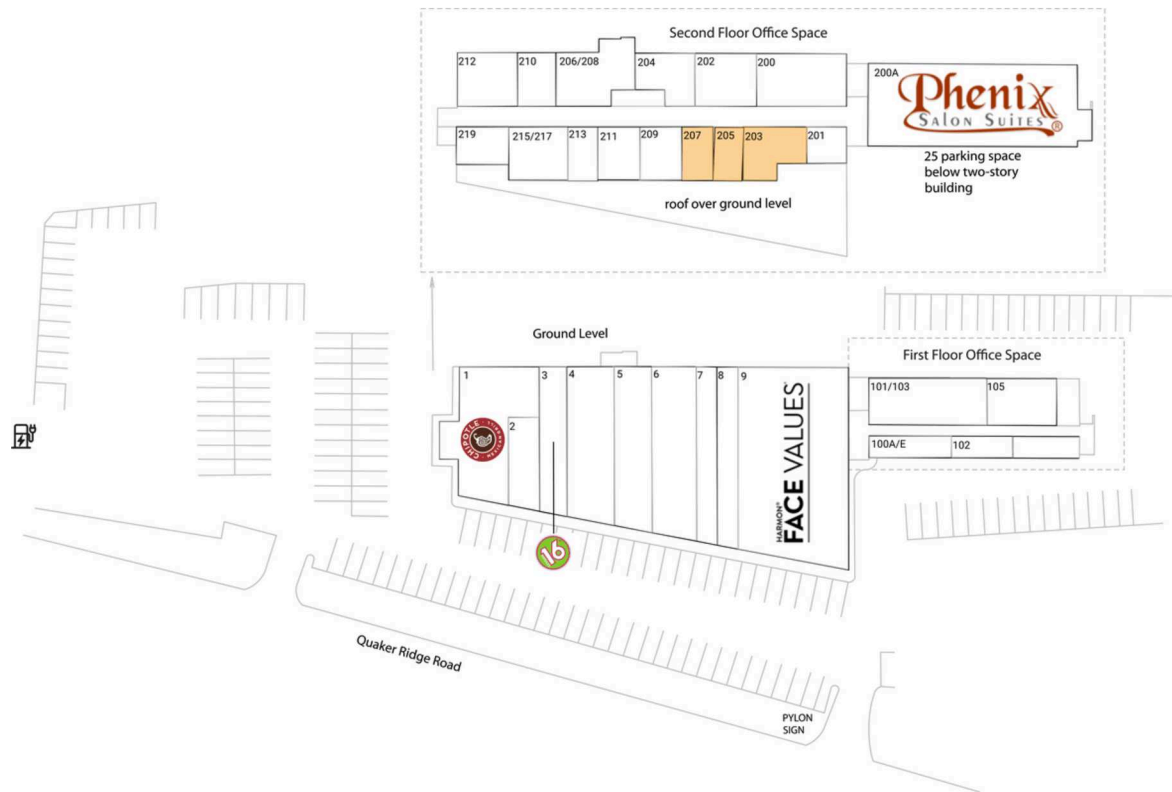 Second Floor Office Space
212
210
206/208
204
202
200
200A
Phenix
SALON SUITES®
219
215/217
213
211
209
207
205
203
201
25 parking space
below two-story
building
roof over ground level
Ground Level
First Floor Office Space
1
2
3
4
5
6
7
8
9
101/103
105
100A/E
102
CHIPOTLE
HARMON®
FACE VALUES
16
Quaker Ridge Road
PYLON
SIGN